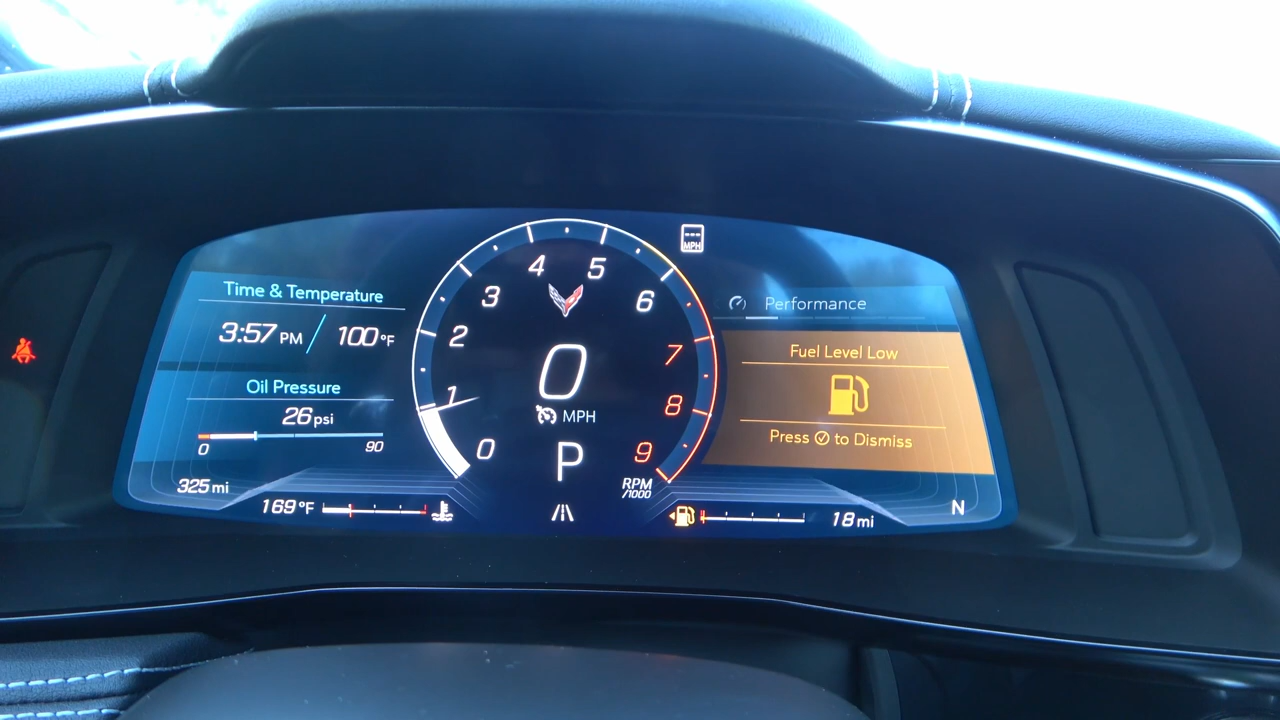 Time & Temperature
3:57 PM / 100 °F
Oil Pressure
26 psi
0 90
325 mi
169 °F
0
1
2
3
4
5
6
7
8
9
0
MPH
P
RPM
/1000
MPH
Performance
Fuel Level Low
Press to Dismiss
18 mi
N